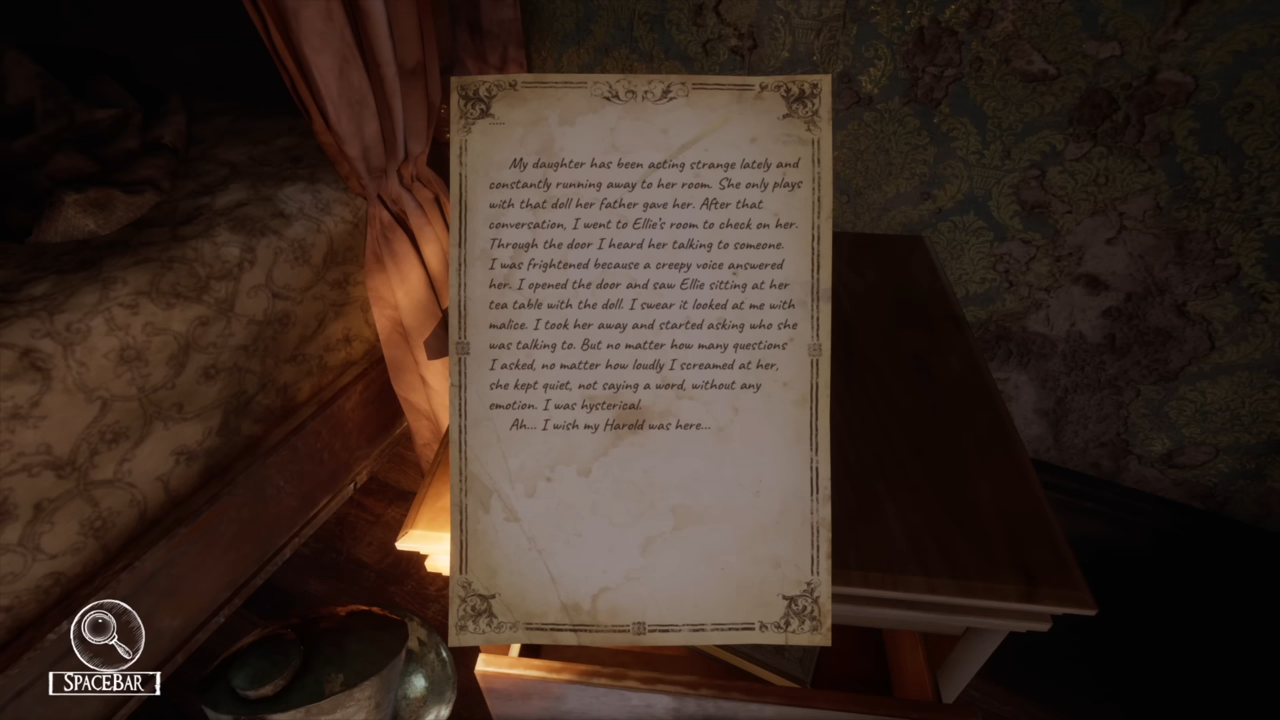 .....
My daughter has been acting strange lately and
constantly running away to her room. She only plays
with that doll her father gave her. After that
conversation, I went to Ellie's room to check on her.
Through the door I heard her talking to someone.
I was frightened because a creepy voice answered
her. I opened the door and saw Ellie sitting at her
tea table with the doll. I swear it looked at me with
malice. I took her away and started asking who she
was talking to. But no matter how many questions
I asked, no matter how loudly I screamed at her,
she kept quiet, not saying a word, without any
emotion. I was hysterical.
Ah... I wish my Harold was here...
SPACEBAR